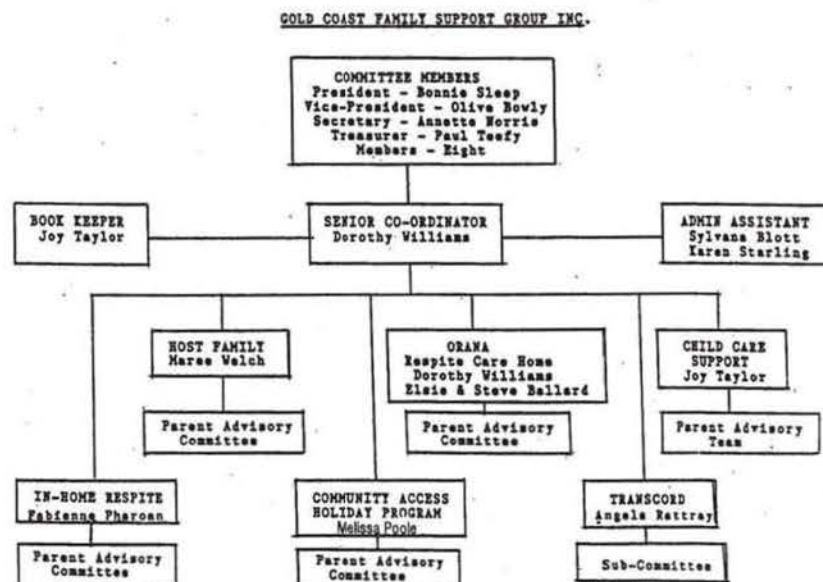 GOLD COAST FAMILY SUPPORT GROUP INC.
COMMITTEE MEMBERS
President - Bonnie Sleep
Vice-President - Olive Bowly
Secretary - Annette Norris
Treasurer - Paul Teefy
Members - Eight
BOOK KEEPER
Joy Taylor
SENIOR CO-ORDINATOR
Dorothy Williams
ADMIN ASSISTANT
Sylvana Blott
Karen Starling
HOST FAMILY
Maree Welch
Parent Advisory
Committee
ORANA
Respite Care Home
Dorothy Williams
Elsie & Steve Ballard
Parent Advisory
Committee
CHILD CARE
SUPPORT
Joy Taylor
Parent Advisory
Team
IN-HOME RESPITE
Fabienne Pharoan
Parent Advisory
Committee
COMMUNITY ACCESS
HOLIDAY PROGRAM
Melissa Poole
Parent Advisory
Committee
TRANSCORD
Angela Rattray
Sub-Committee